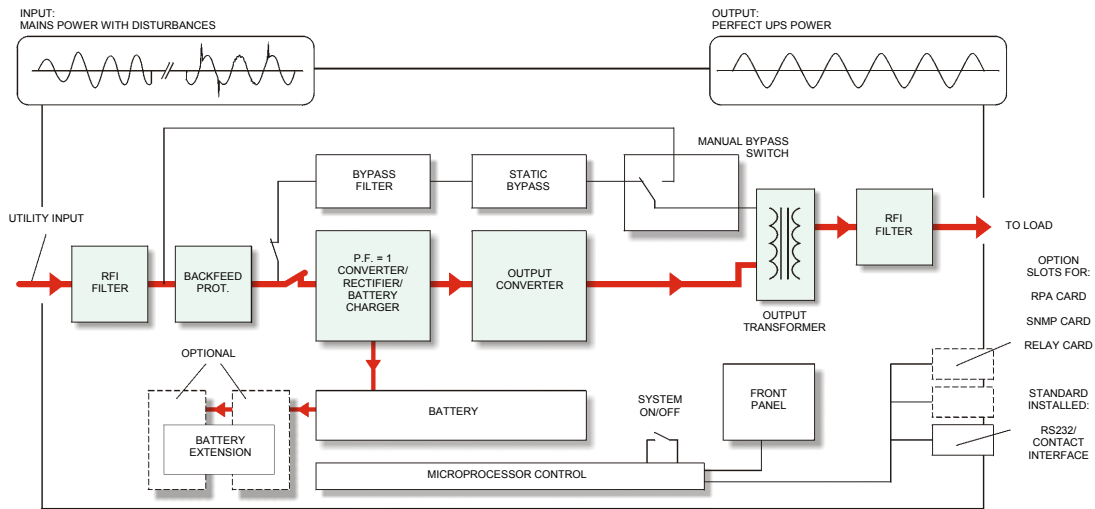 INPUT:
MAINS POWER WITH DISTURBANCES
OUTPUT:
PERFECT UPS POWER
MANUAL BYPASS
SWITCH
BYPASS
FILTER
STATIC
BYPASS
UTILITY INPUT
RFI
FILTER
BACKFEED
PROT.
P.F. = 1
CONVERTER/
RECTIFIER/
BATTERY
CHARGER
OUTPUT
CONVERTER
OUTPUT
TRANSFORMER
RFI
FILTER
TO LOAD
OPTION
SLOTS FOR:
RPA CARD
SNMP CARD
RELAY CARD
OPTIONAL
BATTERY
EXTENSION
BATTERY
SYSTEM
ON/OFF
FRONT
PANEL
STANDARD
INSTALLED:
RS232/
CONTACT
INTERFACE
MICROPROCESSOR CONTROL